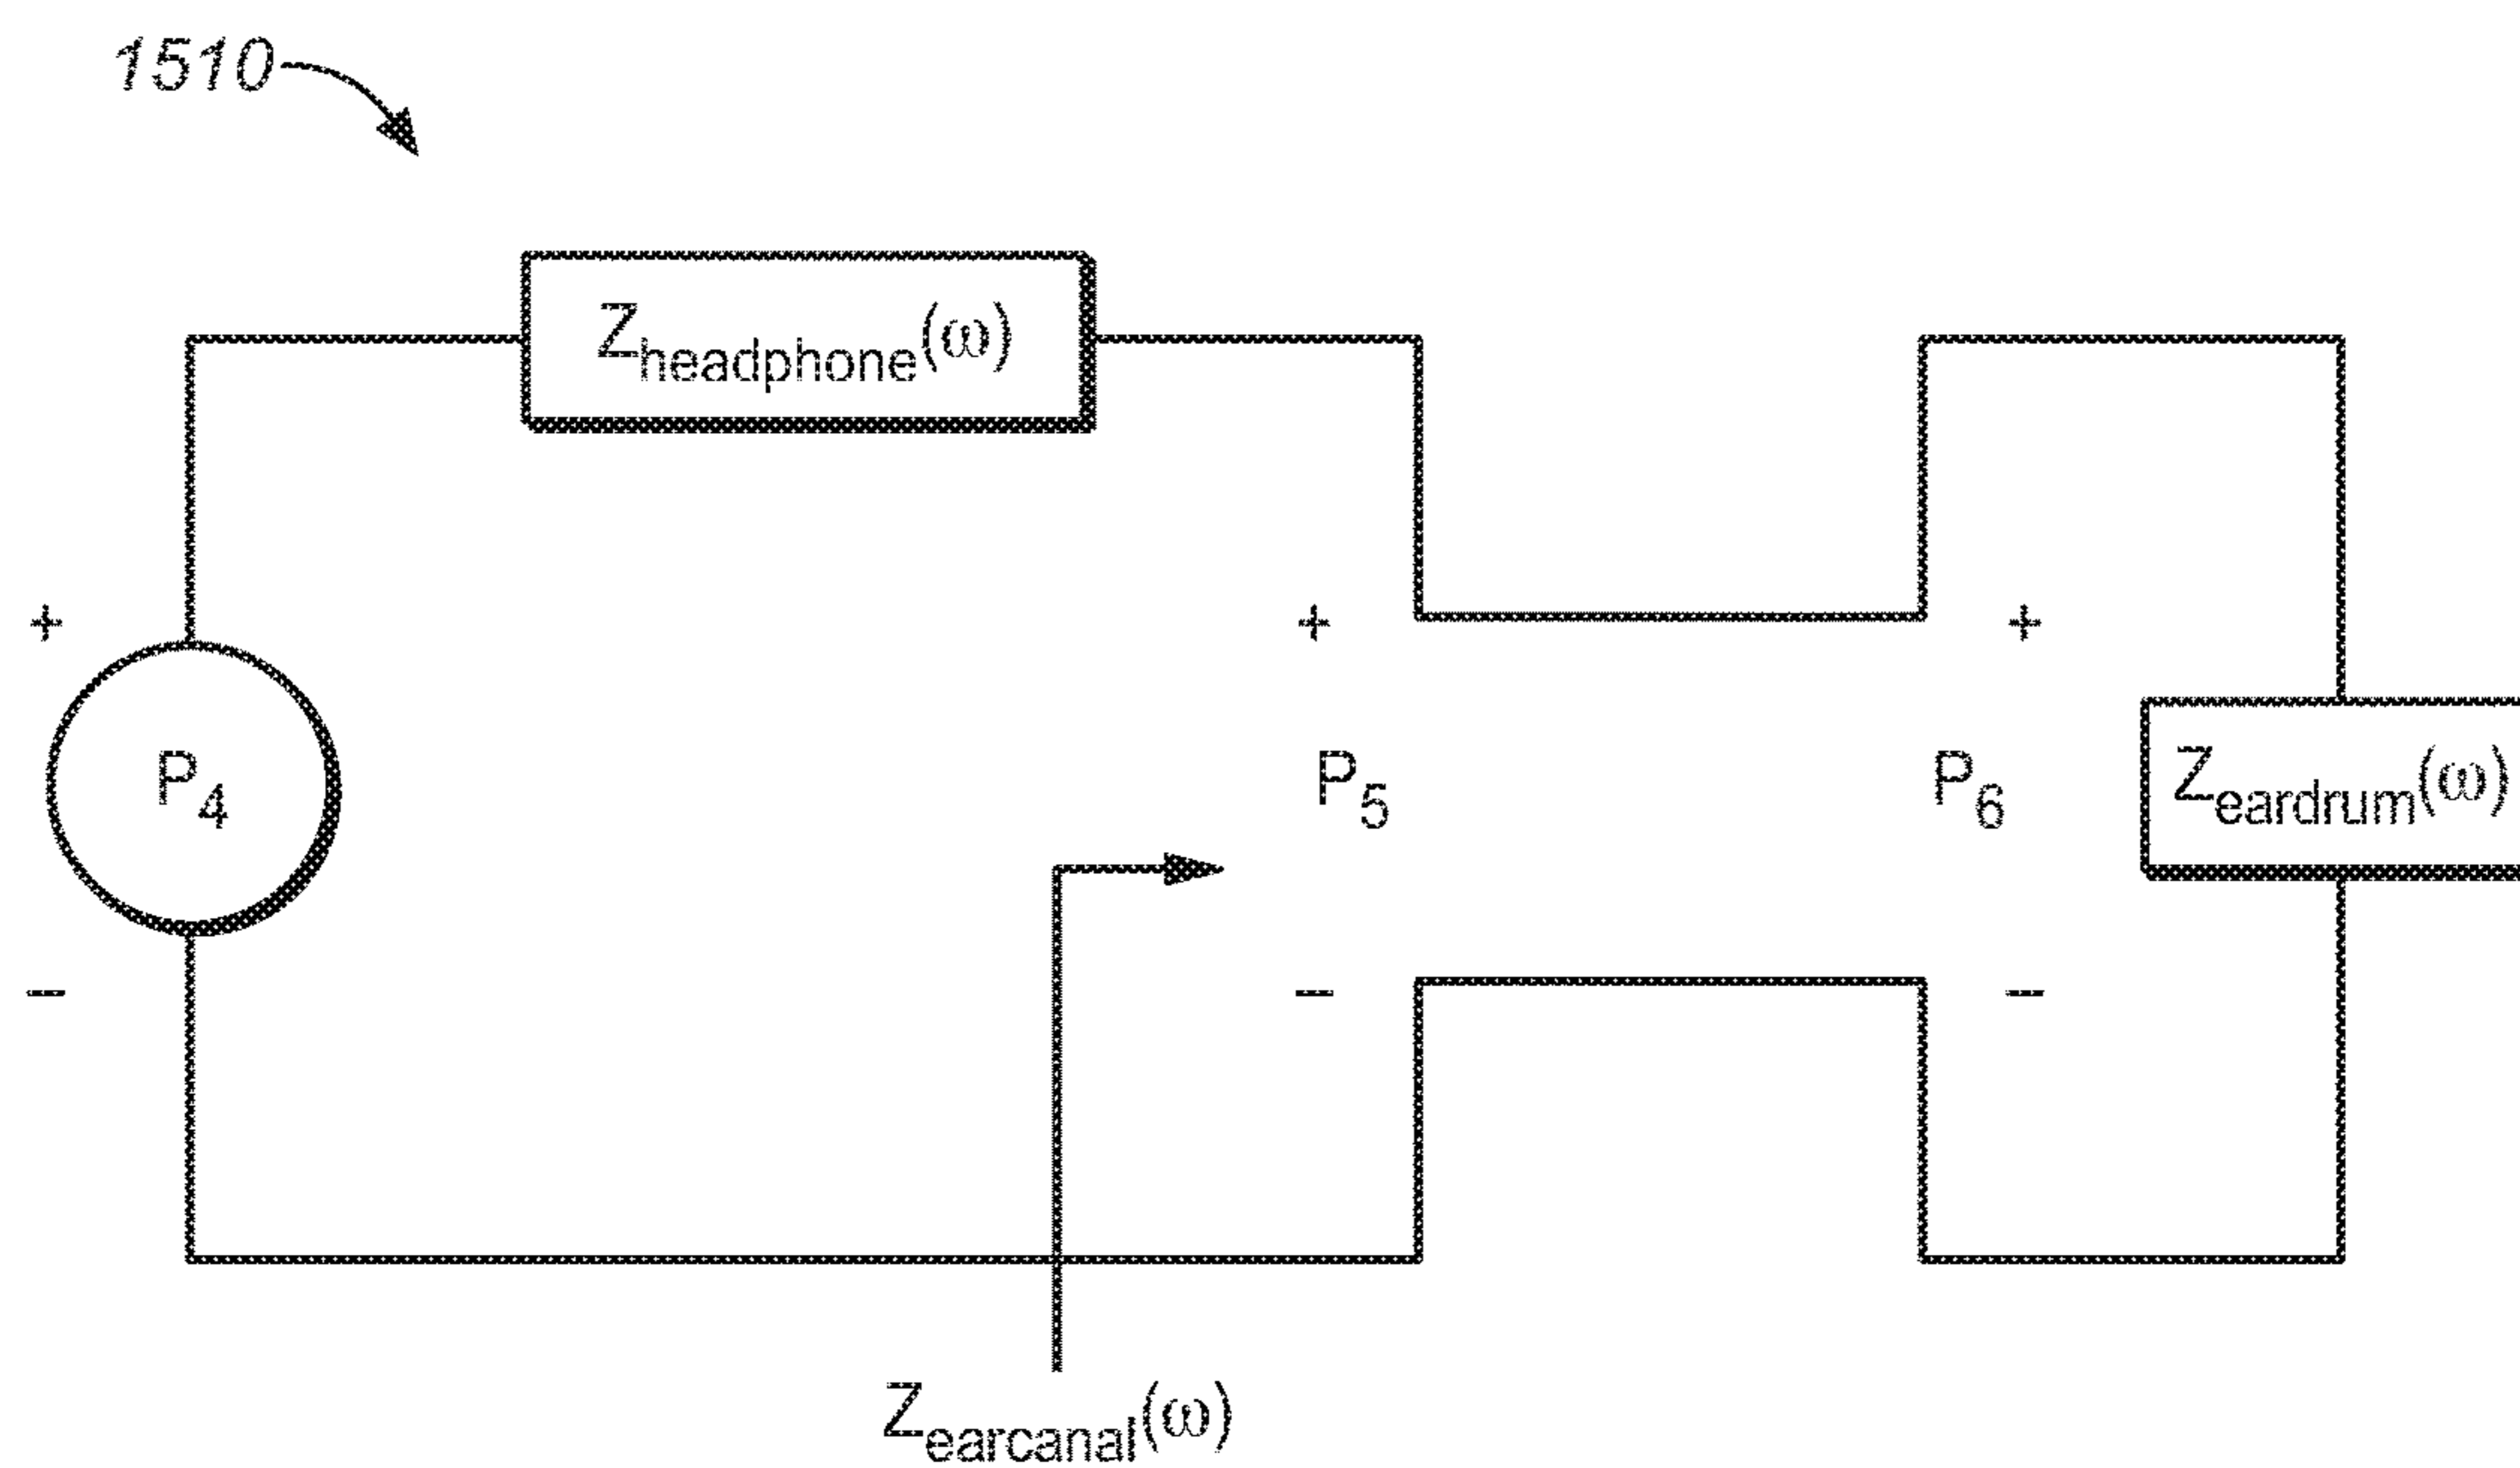 1510
Zheadphone(ω)
+ + +
P4 P5 P6 Zeardrum(ω)
− − −
Zearcanal(ω)